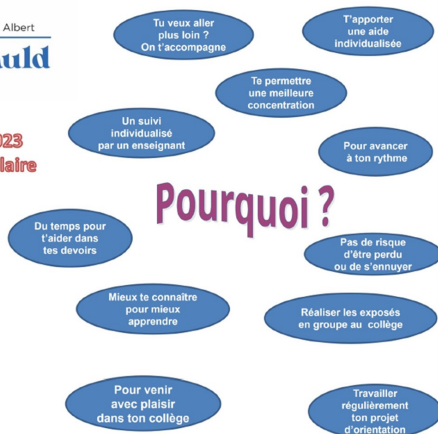 Albert
uld
023
laire
Tu veux aller
plus loin ?
On t'accompagne
T'apporter
une aide
individualisée
Te permettre
une meilleure
concentration
Un suivi
individualisé
par un enseignant
Pour avancer
à ton rythme
Pourquoi ?
Du temps pour
t'aider dans
tes devoirs
Pas de risque
d'être perdu
ou de s'ennuyer
Mieux te connaître
pour mieux
apprendre
Réaliser les exposés
en groupe au collège
Pour venir
avec plaisir
dans ton collège
Travailler
régulièrement
ton projet
d'orientation